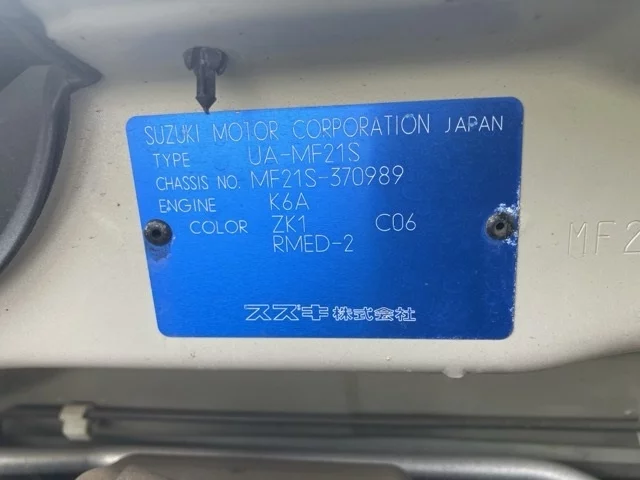 SUZUKI MOTOR CORPORATION JAPAN
TYPE UA-MF21S
CHASSIS NO. MF21S-370989
ENGINE K6A
COLOR ZK1 C06
RMED-2
スズキ株式会社
MF2